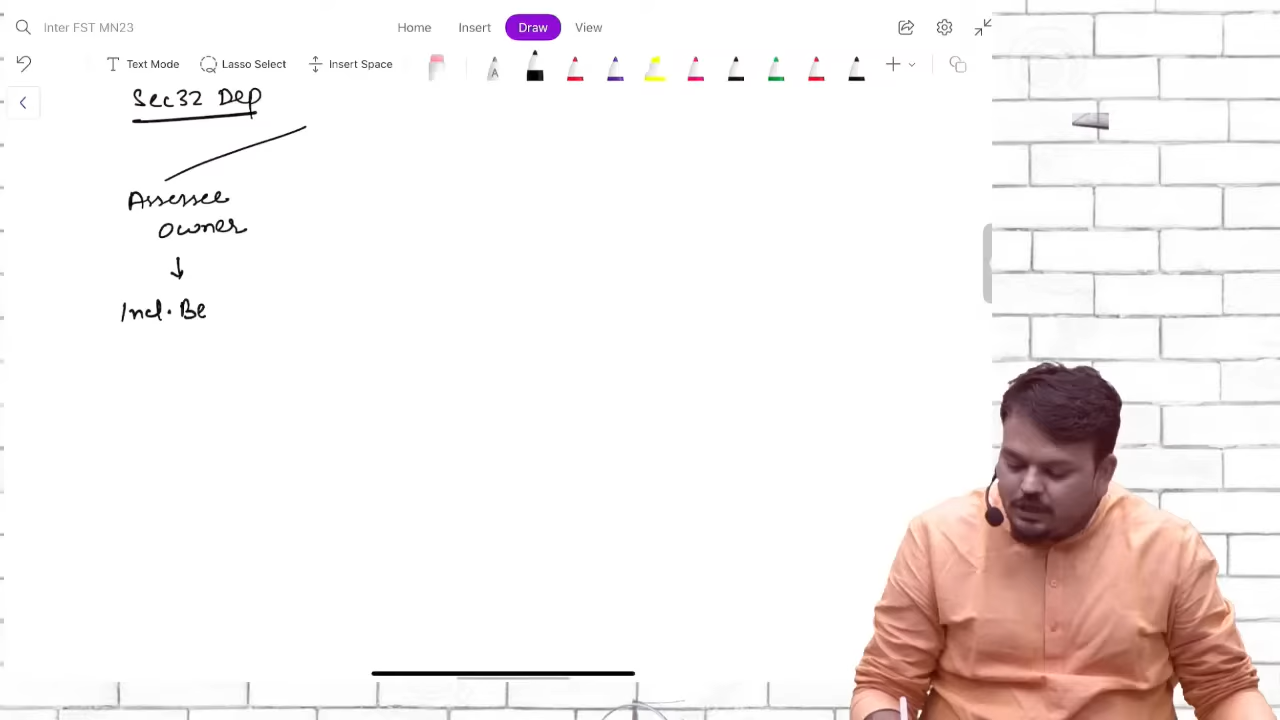 Inter FST MN23
Home Insert Draw View
Text Mode Lasso Select Insert Space
A
Sec32 Dep
Assessee
Owner
↓
Incl. Be